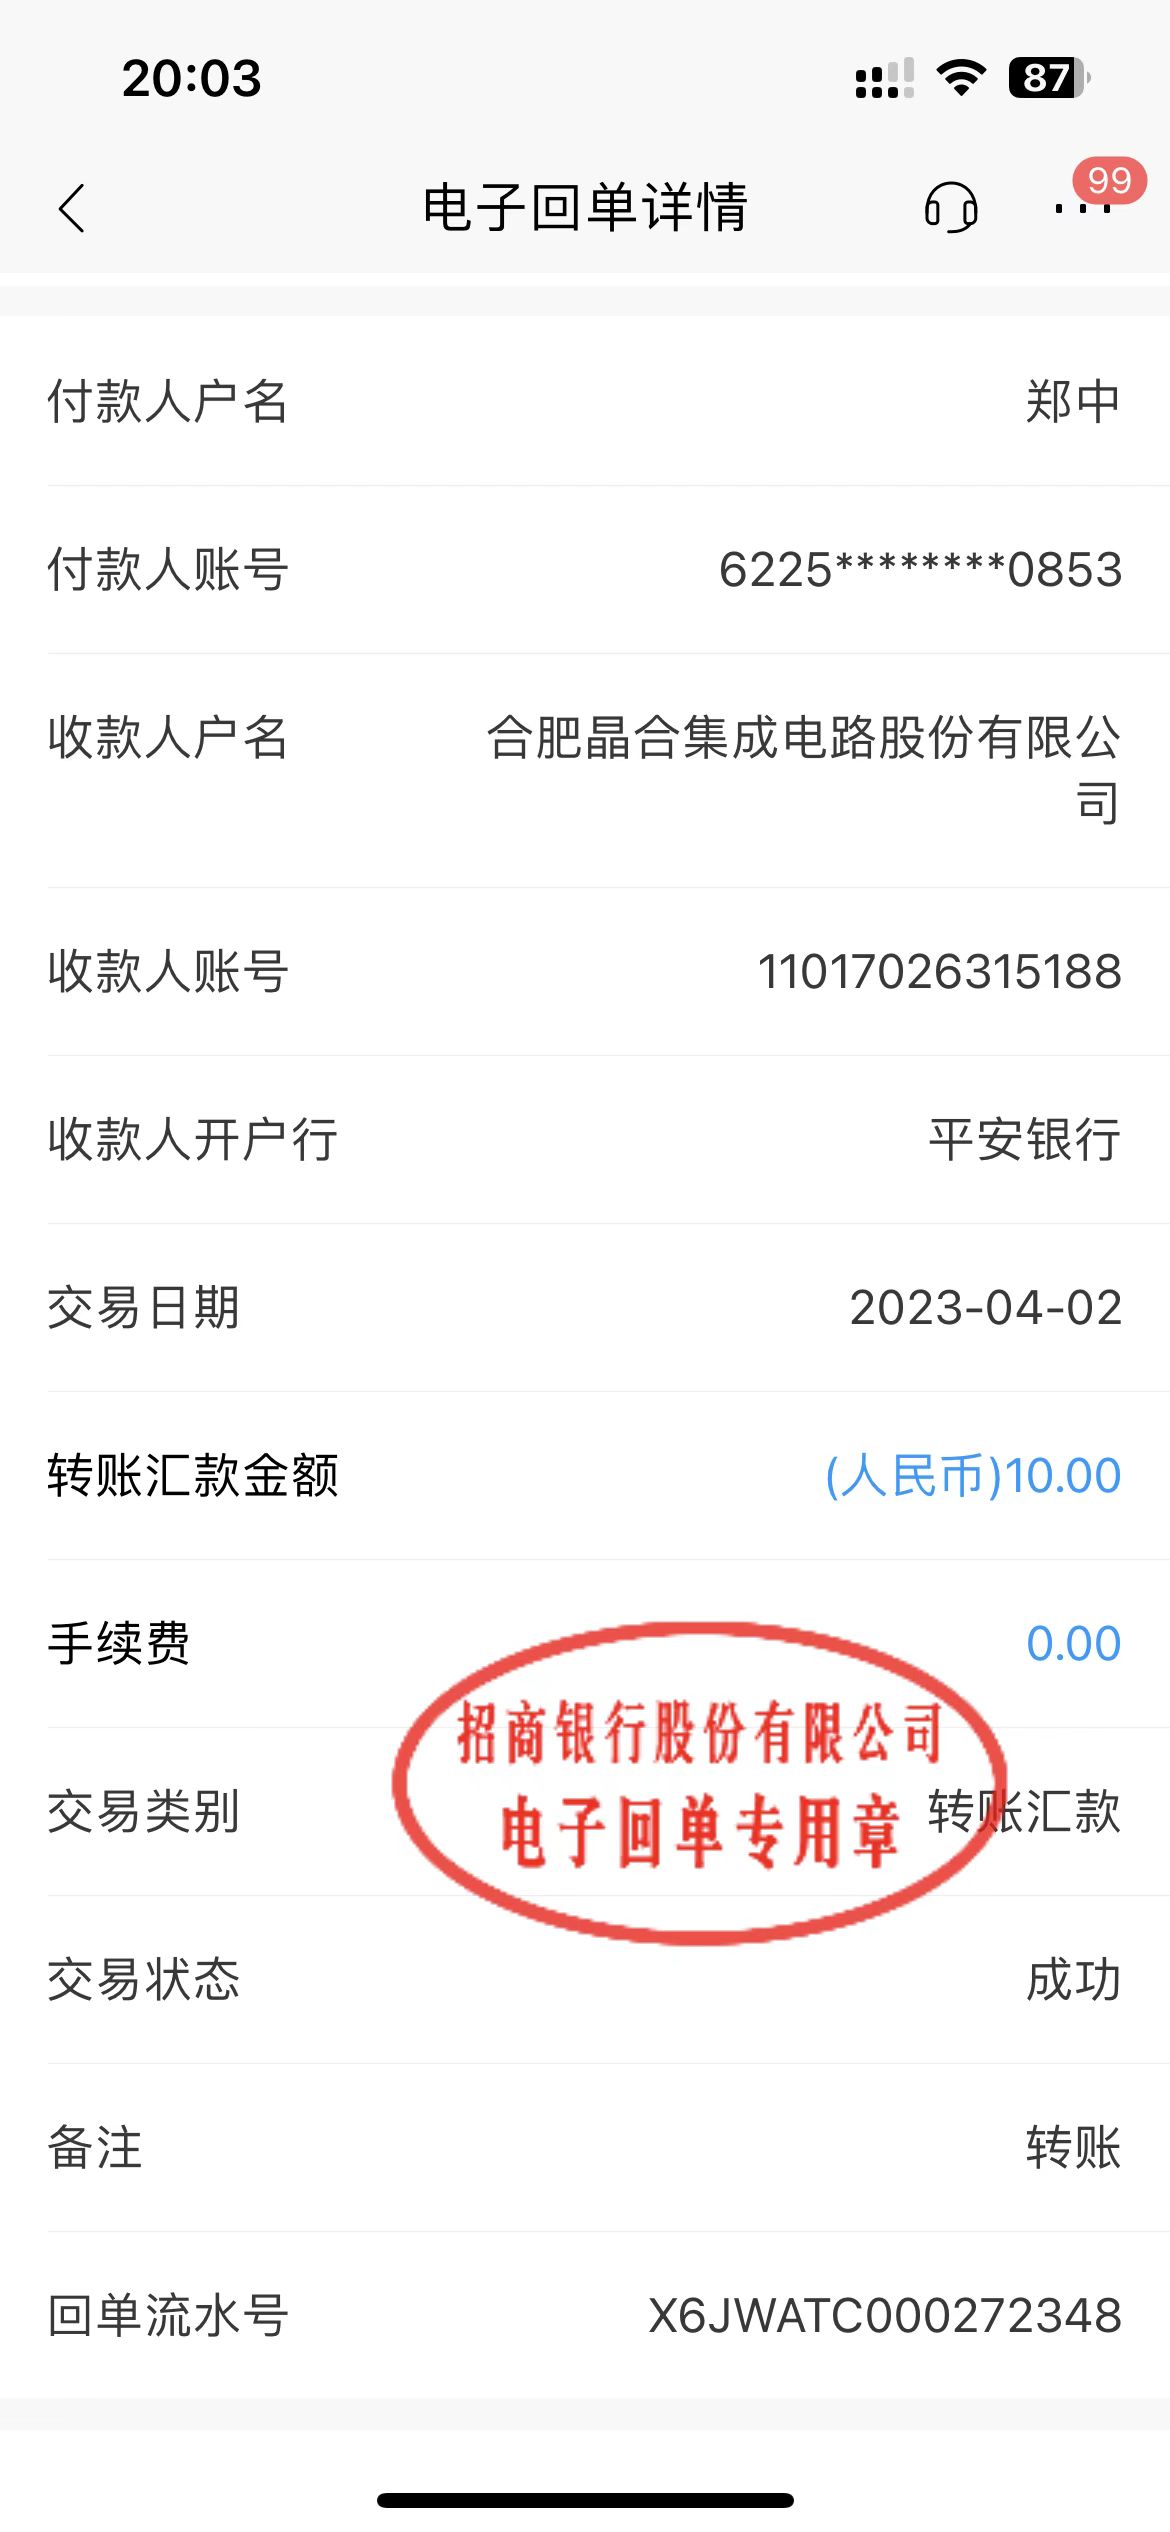 20:03
87
电子回单详情
99
付款人户名 郑中
付款人账号 6225********0853
收款人户名 合肥晶合集成电路股份有限公
司
收款人账号 11017026315188
收款人开户行 平安银行
交易日期 2023-04-02
转账汇款金额 (人民币)10.00
手续费 0.00
招商银行股份有限公司
交易类别 转账汇款
电子回单专用章
交易状态 成功
备注 转账
回单流水号 X6JWATC000272348